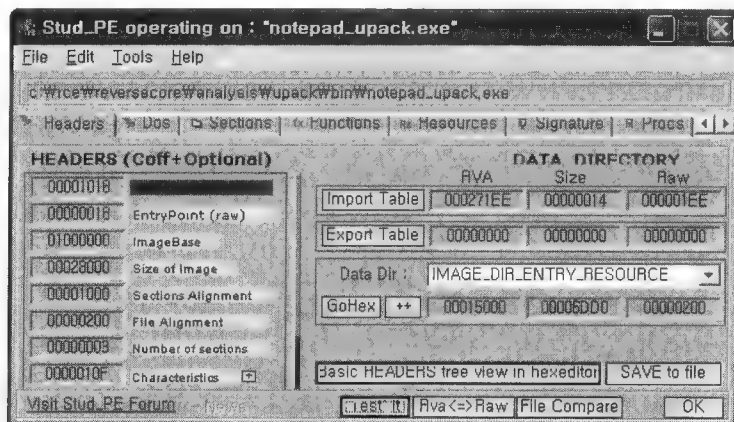 Stud_PE operating on : "notepad_upack.exe"
File Edit Tools Help
c:₩rce₩reversecore₩analysis₩upack₩bin₩notepad_upack.exe
Headers Dos Sections Functions Resources Signature Procs
HEADERS (Coff+Optional)
00001018
00000018 EntryPoint (raw)
01000000 ImageBase
00028000 Size of Image
00001000 Sections Alignment
00000200 File Alignment
00000003 Number of sections
0000010F Characteristics +
DATA DIRECTORY
RVA Size Raw
Import Table 000271EE 00000014 000001EE
Export Table 00000000 00000000 00000000
Data Dir : IMAGE_DIR_ENTRY_RESOURCE
GoHex ++ 00015000 00005DD0 00000200
Basic HEADERS tree view in hexeditor SAVE to file
Visit Stud_PE Forum Test It Rva<=>Raw File Compare OK